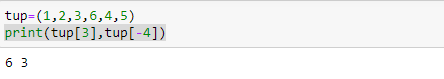 tup=(1,2,3,6,4,5)
print(tup[3],tup[-4])
6 3